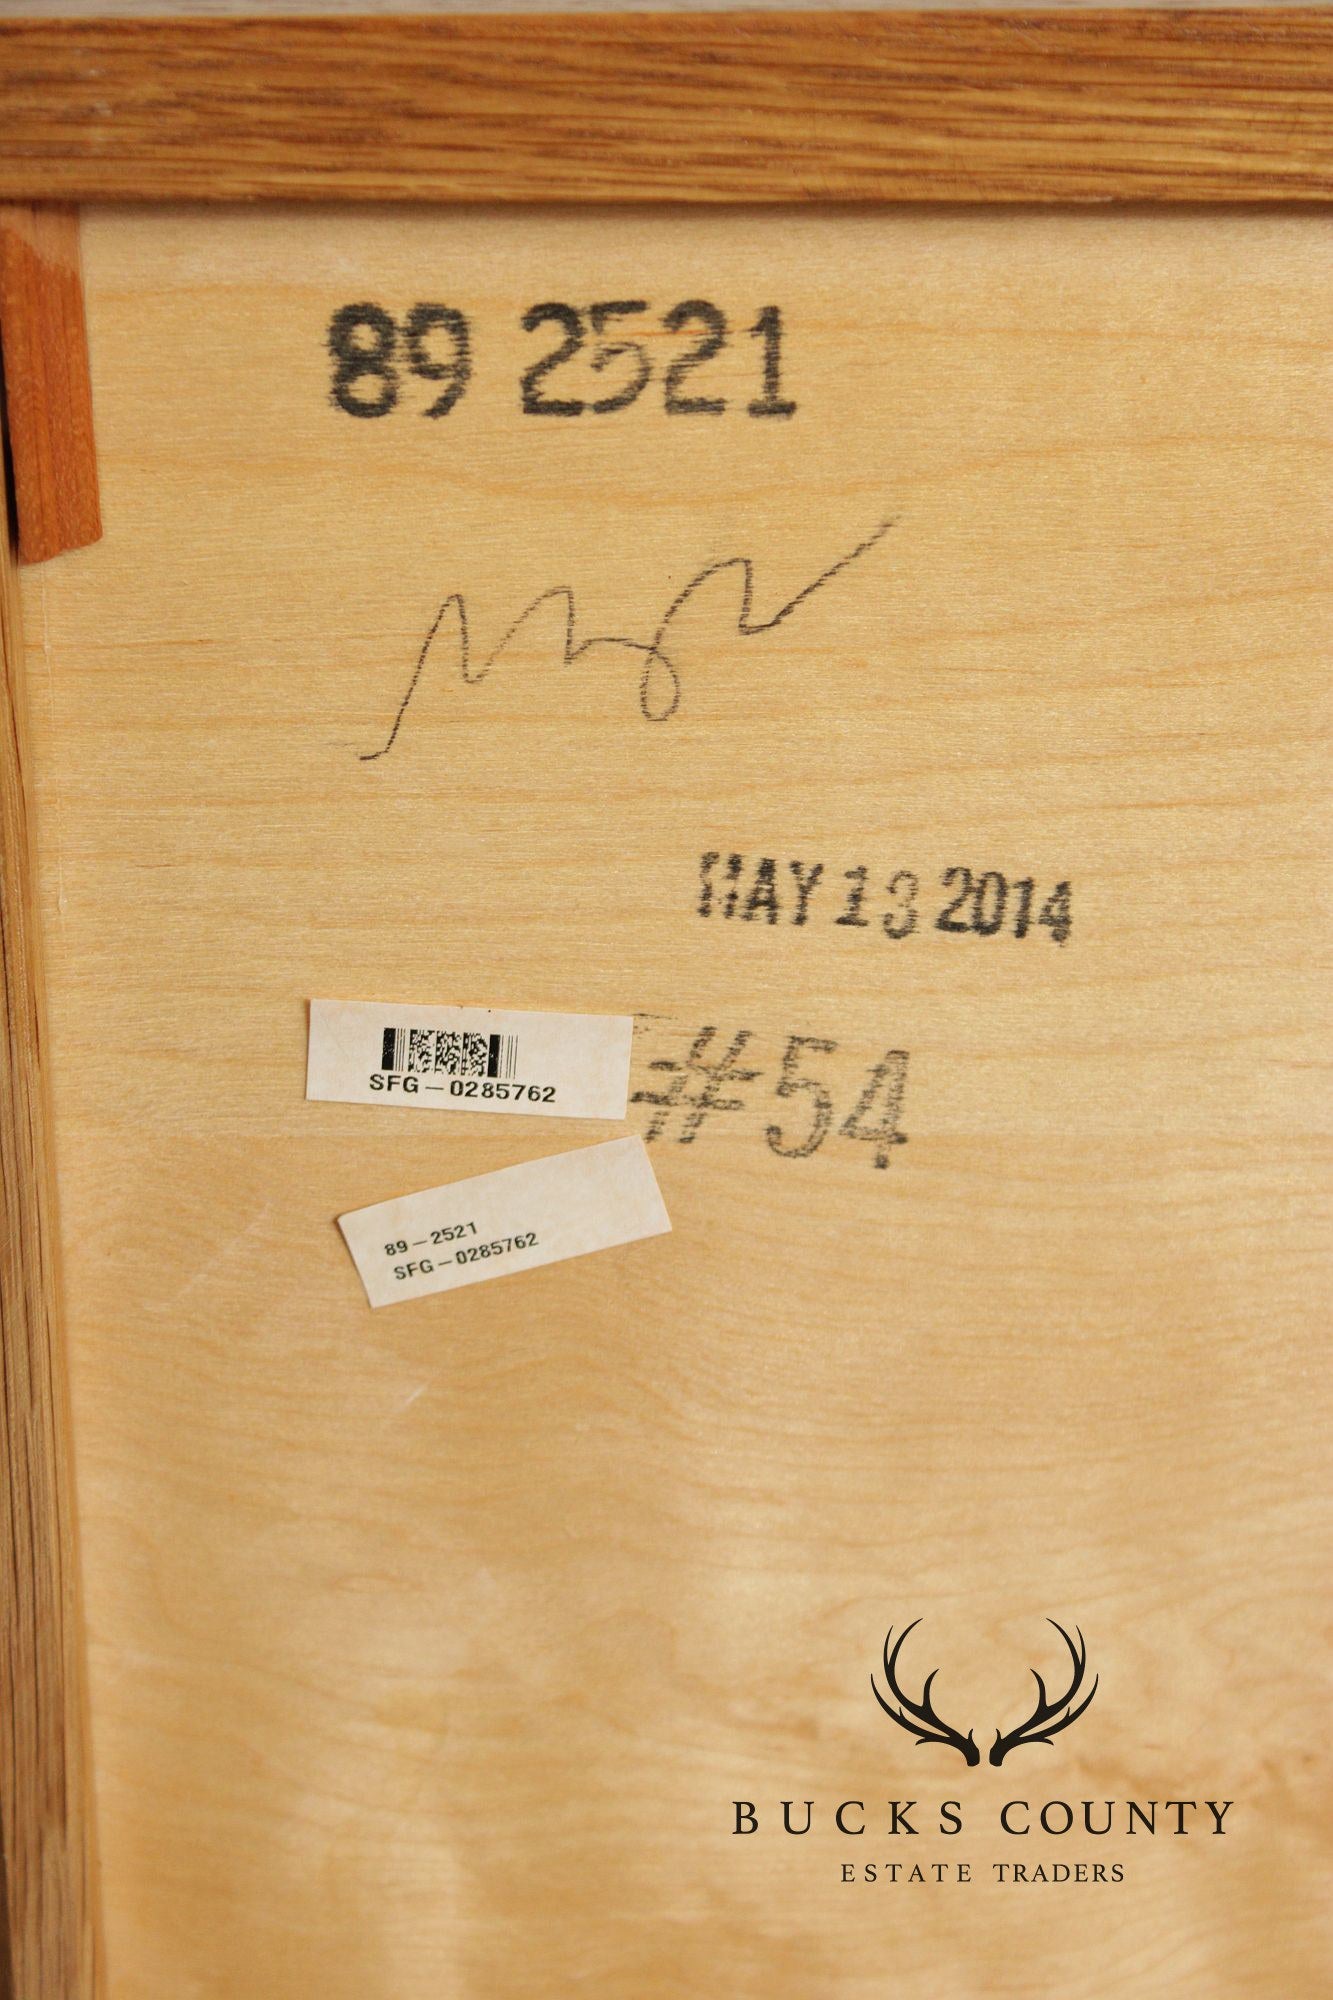 89 2521
MAY 13 2014
#54
SFG-0285762
89-2521
SFG-0285762
BUCKS COUNTY
ESTATE TRADERS